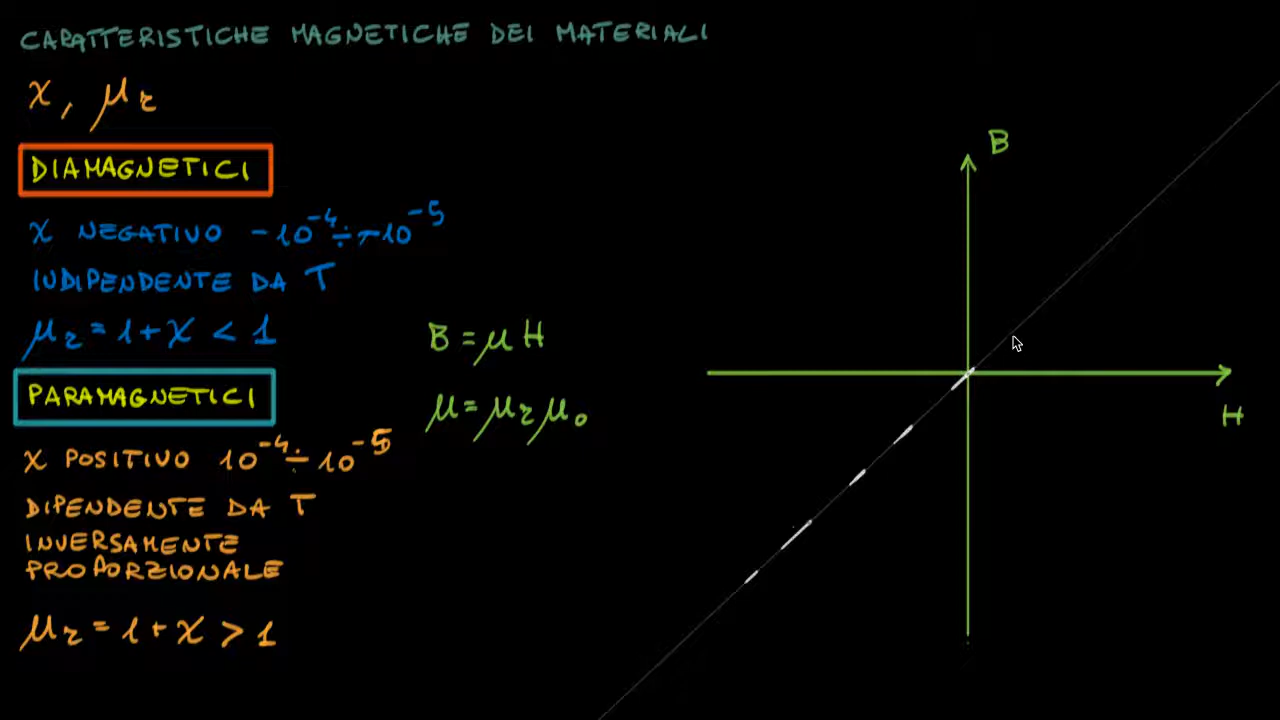 CARATTERISTICHE MAGNETICHE DEI MATERIALI
χ, μr
DIAMAGNETICI
χ NEGATIVO -10⁻⁴ ÷ -10⁻⁵
INDIPENDENTE DA T
μr = 1 + χ < 1
PARAMAGNETICI
χ POSITIVO 10⁻⁴ ÷ 10⁻⁵
DIPENDENTE DA T
INVERSAMENTE
PROPORZIONALE
μr = 1 + χ > 1
B = μ H
μ = μr μ₀
B
H